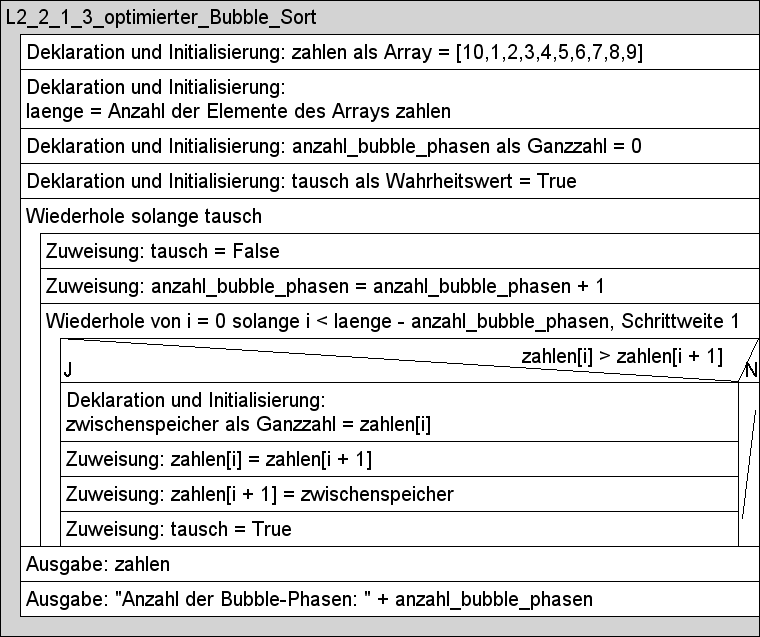 L2_2_1_3_optimierter_Bubble_Sort
Deklaration und Initialisierung: zahlen als Array = [10,1,2,3,4,5,6,7,8,9]
Deklaration und Initialisierung:
laenge = Anzahl der Elemente des Arrays zahlen
Deklaration und Initialisierung: anzahl_bubble_phasen als Ganzzahl = 0
Deklaration und Initialisierung: tausch als Wahrheitswert = True
Wiederhole solange tausch
Zuweisung: tausch = False
Zuweisung: anzahl_bubble_phasen = anzahl_bubble_phasen + 1
Wiederhole von i = 0 solange i < laenge - anzahl_bubble_phasen, Schrittweite 1
zahlen[i] > zahlen[i + 1]
J N
Deklaration und Initialisierung:
zwischenspeicher als Ganzzahl = zahlen[i]
Zuweisung: zahlen[i] = zahlen[i + 1]
Zuweisung: zahlen[i + 1] = zwischenspeicher
Zuweisung: tausch = True
Ausgabe: zahlen
Ausgabe: "Anzahl der Bubble-Phasen: " + anzahl_bubble_phasen